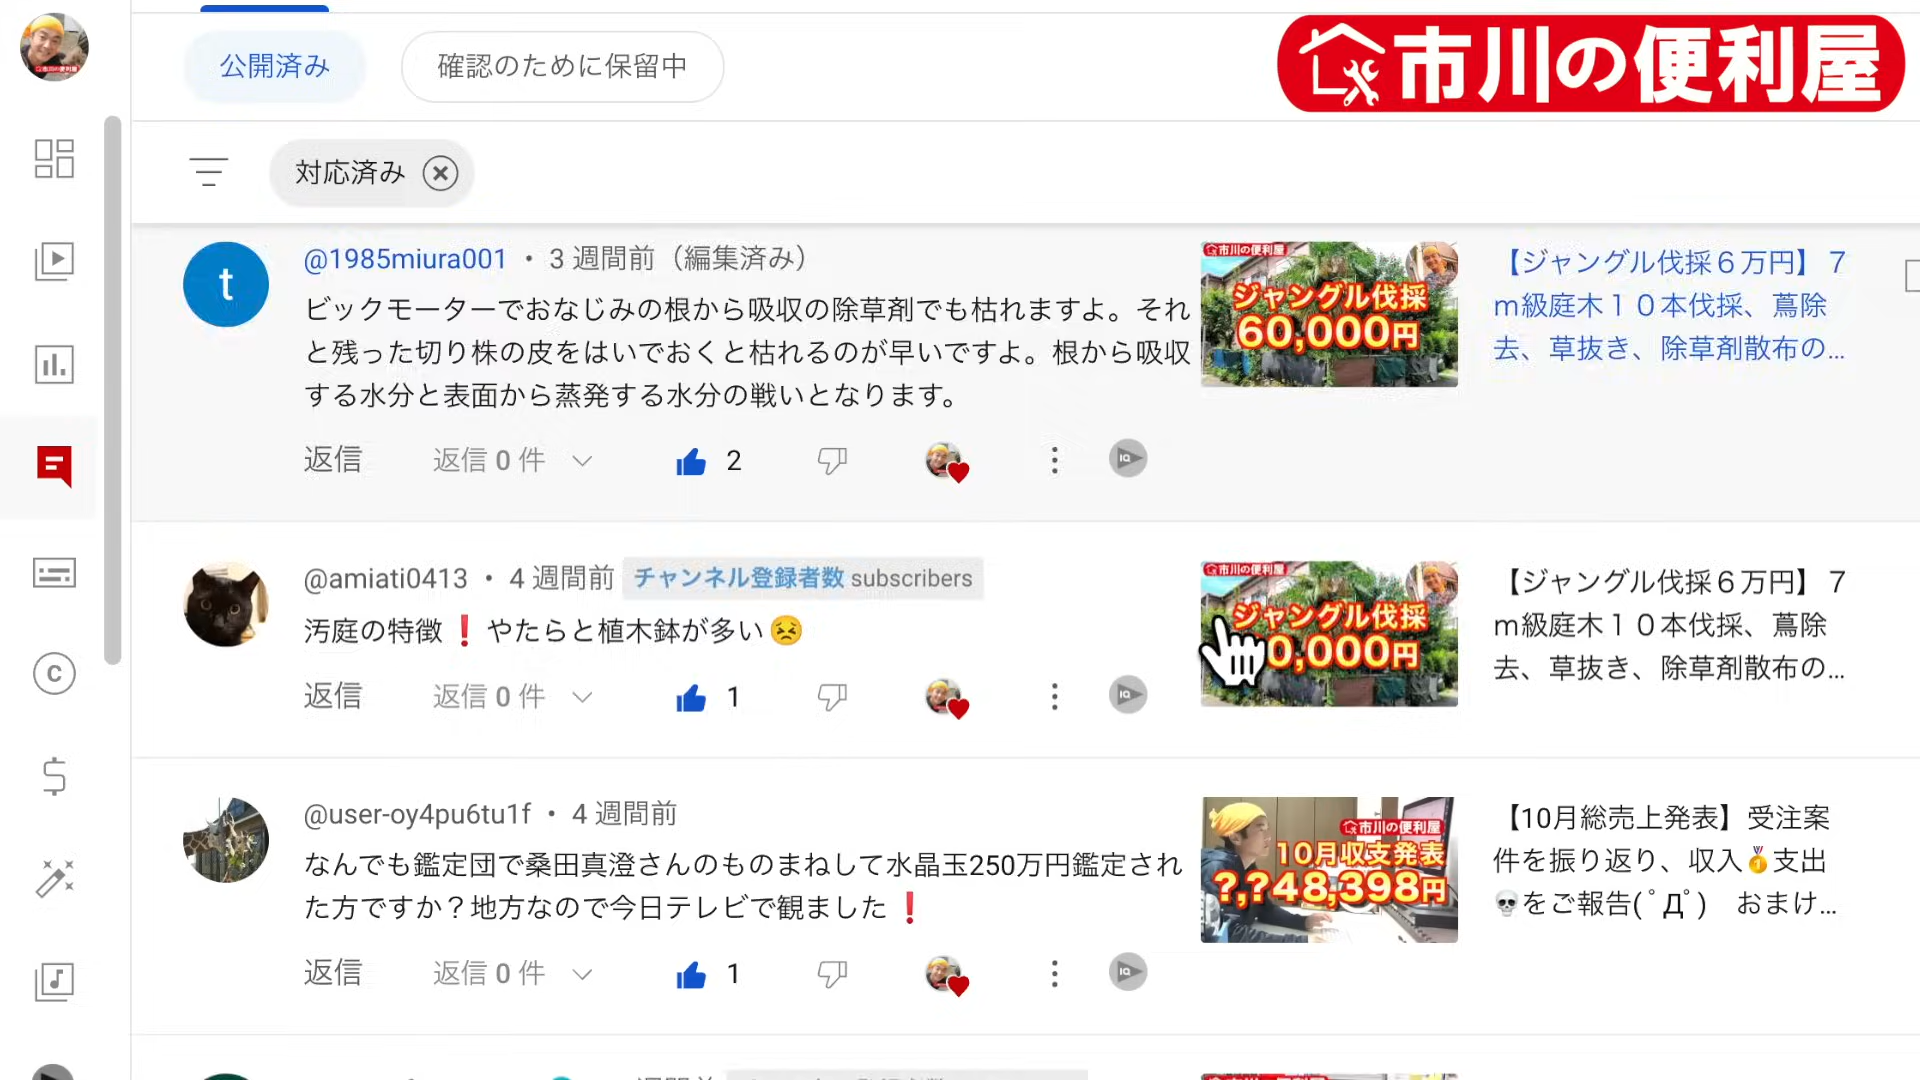 公開済み
確認のために保留中
市川の便利屋
対応済み
t
@1985miura001 • 3 週間前（編集済み）
ビックモーターでおなじみの根から吸収の除草剤でも枯れますよ。それ
と残った切り株の皮をはいでおくと枯れるのが早いですよ。根から吸収
する水分と表面から蒸発する水分の戦いとなります。
返信
返信 0 件
2
IQ
市川の便利屋
ジャングル伐採
60,000円
【ジャングル伐採６万円】７
ｍ級庭木１０本伐採、蔦除
去、草抜き、除草剤散布の...
@amiati0413 • 4 週間前
チャンネル登録者数 subscribers
汚庭の特徴❗ やたらと植木鉢が多い😣
返信
返信 0 件
1
IQ
市川の便利屋
ジャングル伐採
0,000円
【ジャングル伐採６万円】７
ｍ級庭木１０本伐採、蔦除
去、草抜き、除草剤散布の...
@user-oy4pu6tu1f • 4 週間前
なんでも鑑定団で桑田真澄さんのものまねして水晶玉250万円鑑定され
た方ですか？地方なので今日テレビで観ました❗
返信
返信 0 件
1
IQ
市川の便利屋
10月収支発表
?,?48,398円
【10月総売上発表】受注案
件を振り返り、収入🥇支出
💀をご報告(ﾟДﾟ)　おまけ...